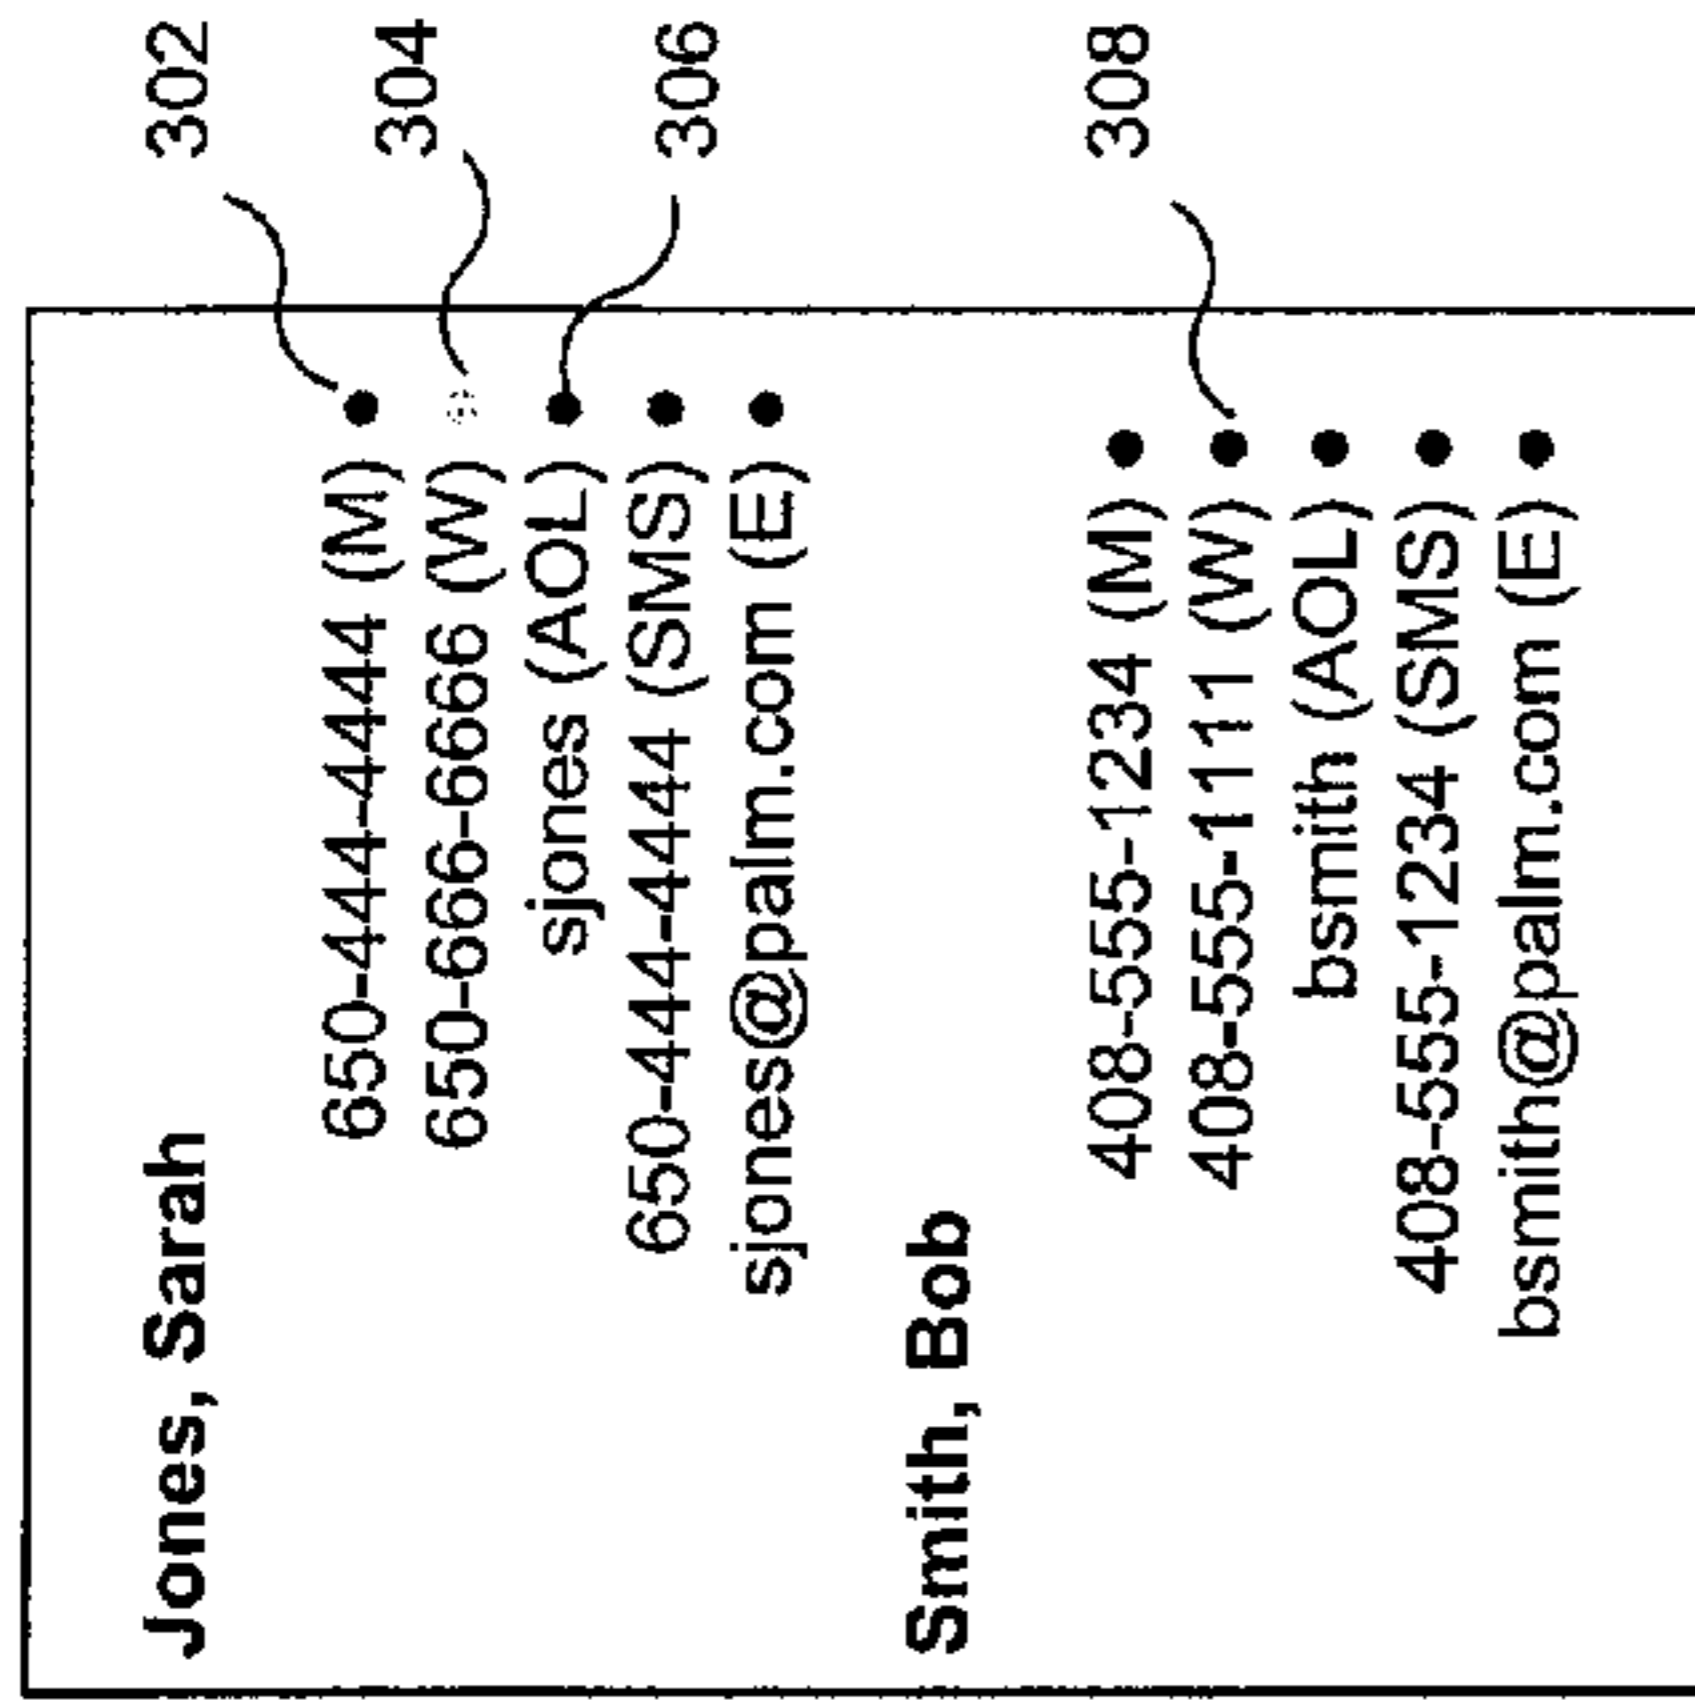 Jones, Sarah
650-444-4444 (M) ● 302
650-666-6666 (W) 304
sjones (AOL) ● 306
650-444-4444 (SMS) ●
sjones@palm.com (E) ●
Smith, Bob
408-555-1234 (M) ●
408-555-1111 (W) ● 308
bsmith (AOL) ●
408-555-1234 (SMS) ●
bsmith@palm.com (E) ●